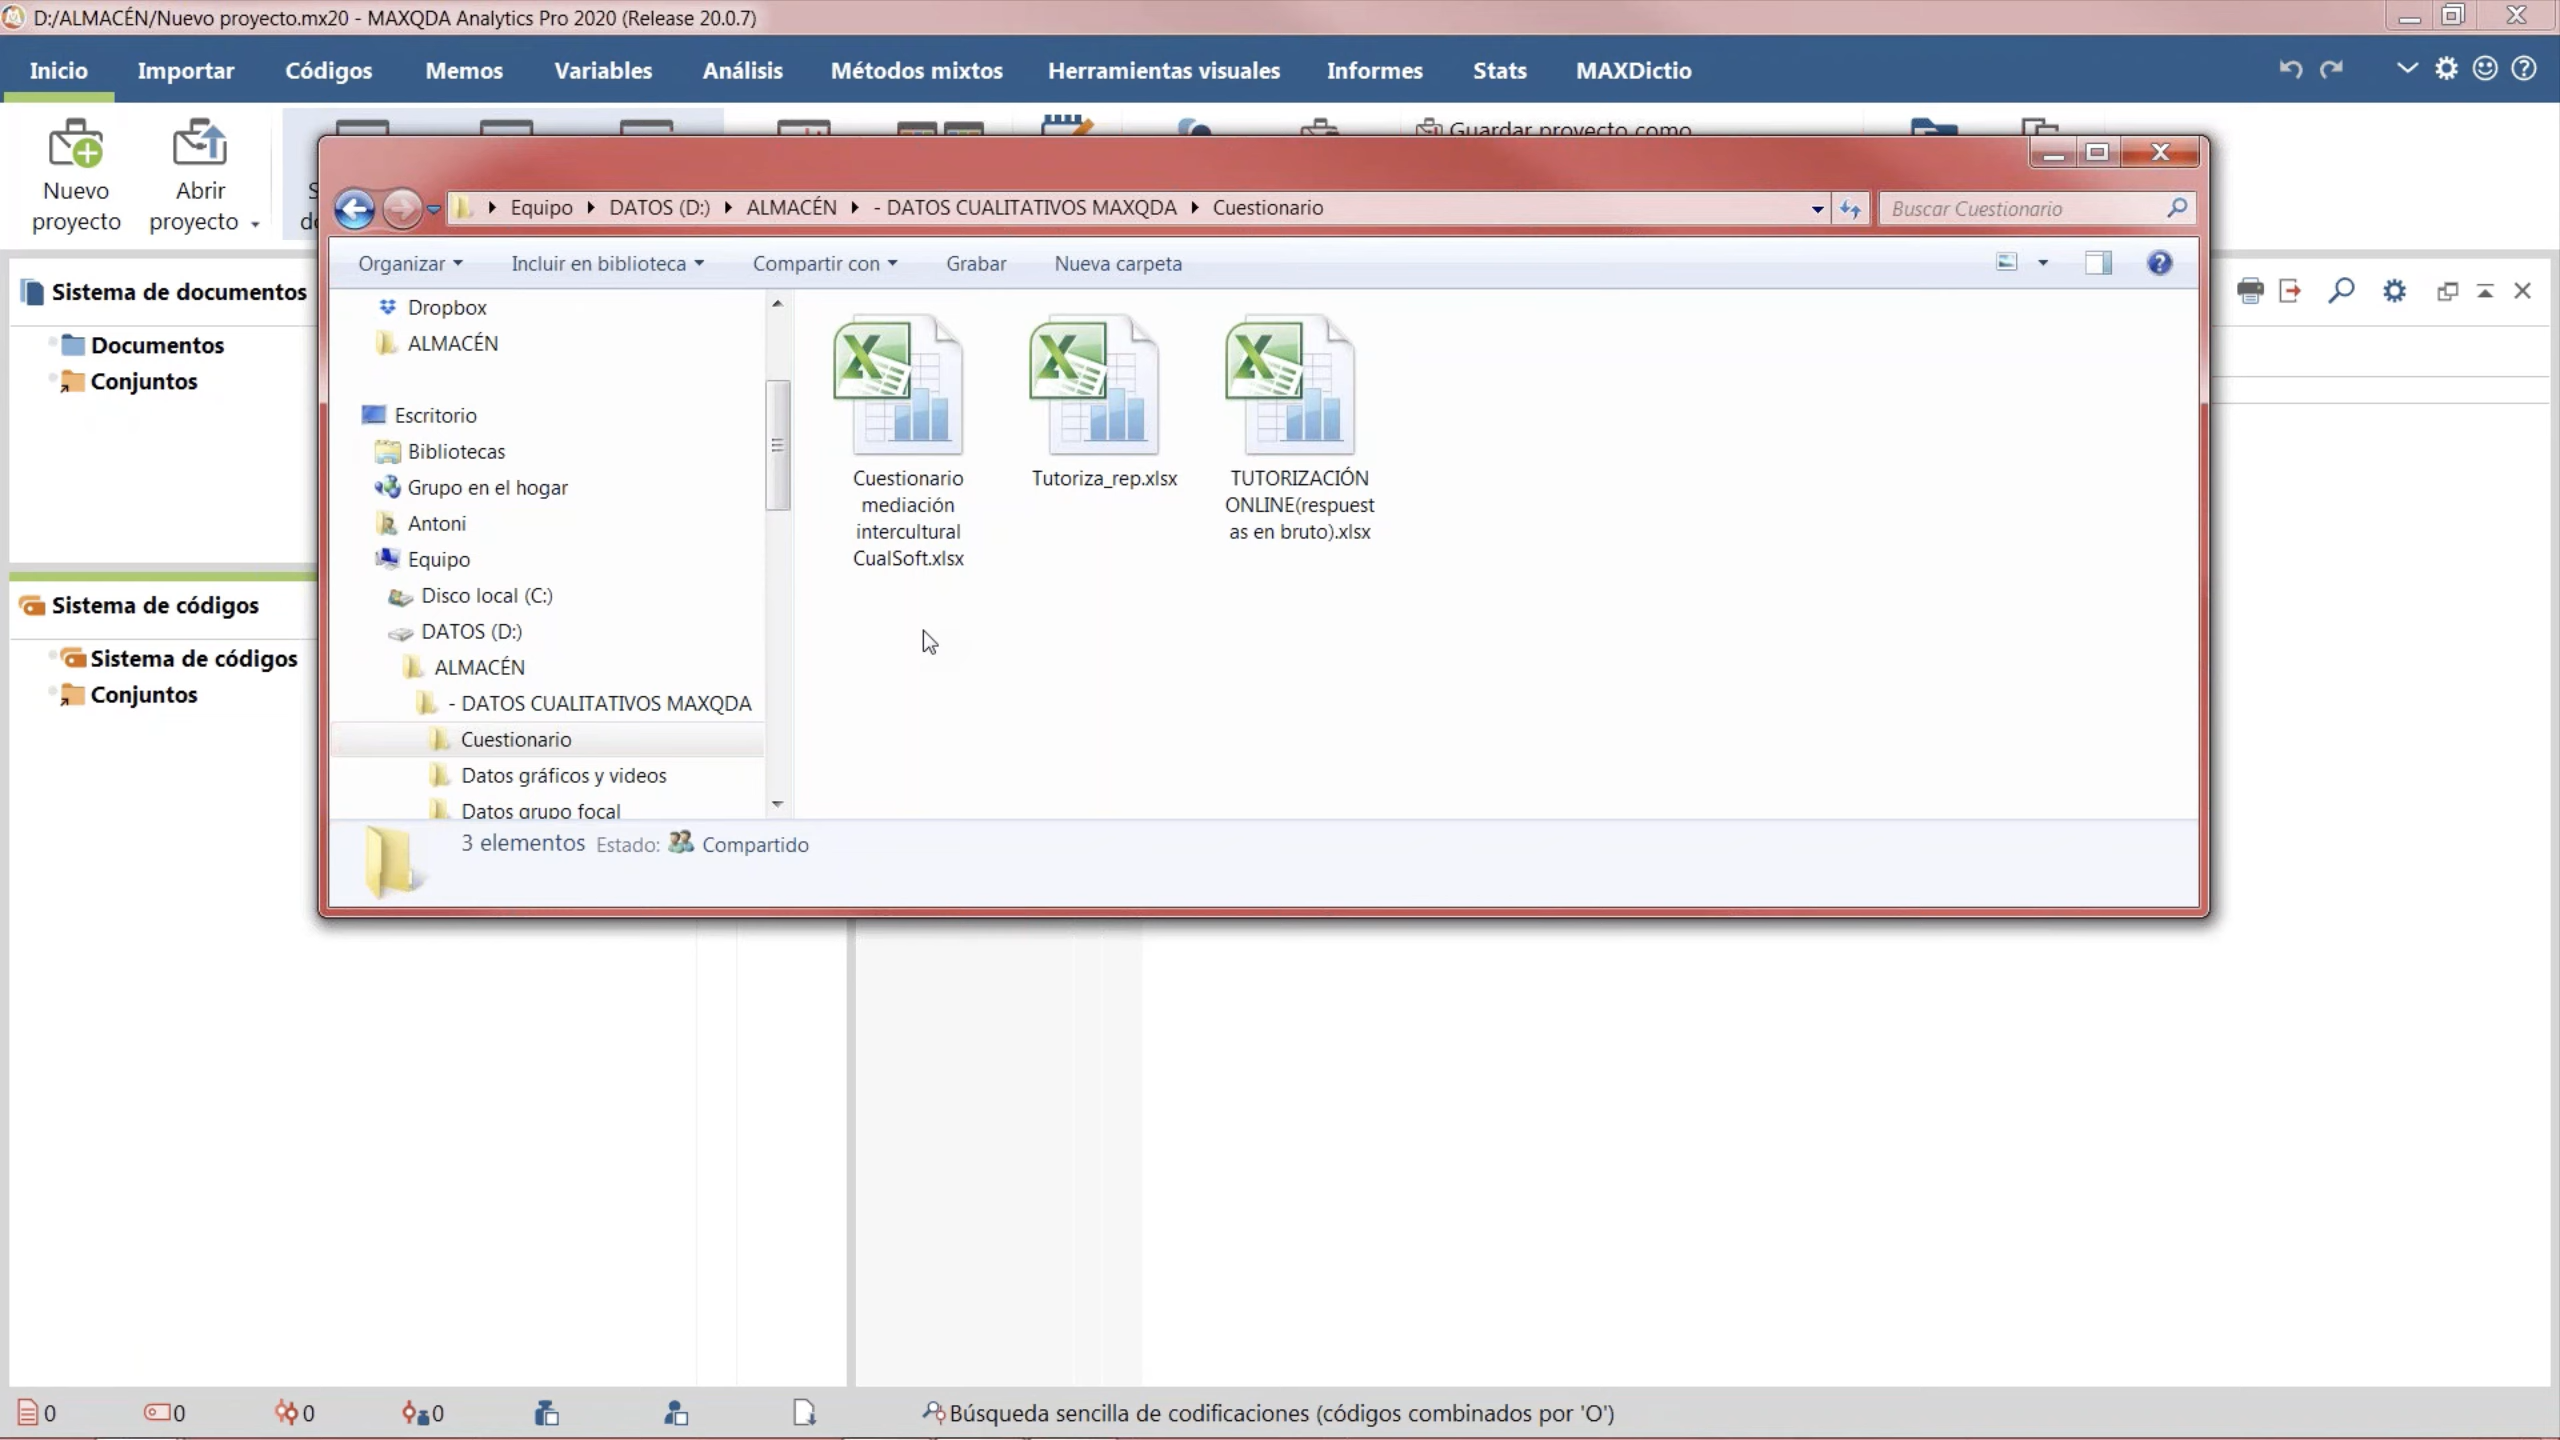 D:/ALMACÉN/Nuevo proyecto.mx20 - MAXQDA Analytics Pro 2020 (Release 20.0.7)
Inicio Importar Códigos Memos Variables Análisis Métodos mixtos Herramientas visuales Informes Stats MAXDictio
Guardar proyecto como
Nuevo proyecto
Abrir proyecto
Equipo DATOS (D:) ALMACÉN - DATOS CUALITATIVOS MAXQDA Cuestionario
Buscar Cuestionario
Organizar Incluir en biblioteca Compartir con Grabar Nueva carpeta
Sistema de documentos
Documentos
Conjuntos
Sistema de códigos
Sistema de códigos
Conjuntos
Dropbox
ALMACÉN
Escritorio
Bibliotecas
Grupo en el hogar
Antoni
Equipo
Disco local (C:)
DATOS (D:)
ALMACÉN
- DATOS CUALITATIVOS MAXQDA
Cuestionario
Datos gráficos y videos
Datos grupo focal
Cuestionario
mediación
intercultural
CualSoft.xlsx
Tutoriza_rep.xlsx
TUTORIZACIÓN
ONLINE(respuest
as en bruto).xlsx
3 elementos Estado: Compartido
0 0 0 0 Búsqueda sencilla de codificaciones (códigos combinados por 'O')